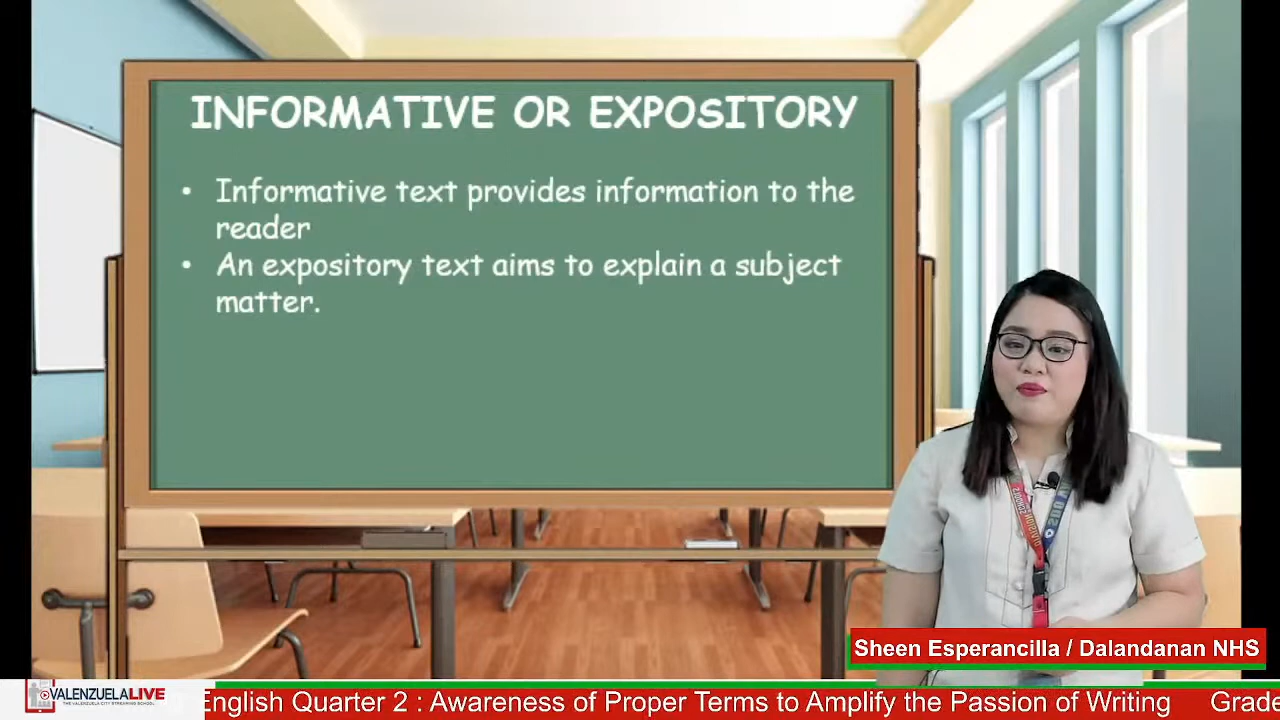 INFORMATIVE OR EXPOSITORY
• Informative text provides information to the
reader
• An expository text aims to explain a subject
matter.
Sheen Esperancilla / Dalandanan NHS
VALENZUELALIVE
THE VALENZUELA CITY STREAMING SCHOOL
English Quarter 2 : Awareness of Proper Terms to Amplify the Passion of Writing Grade